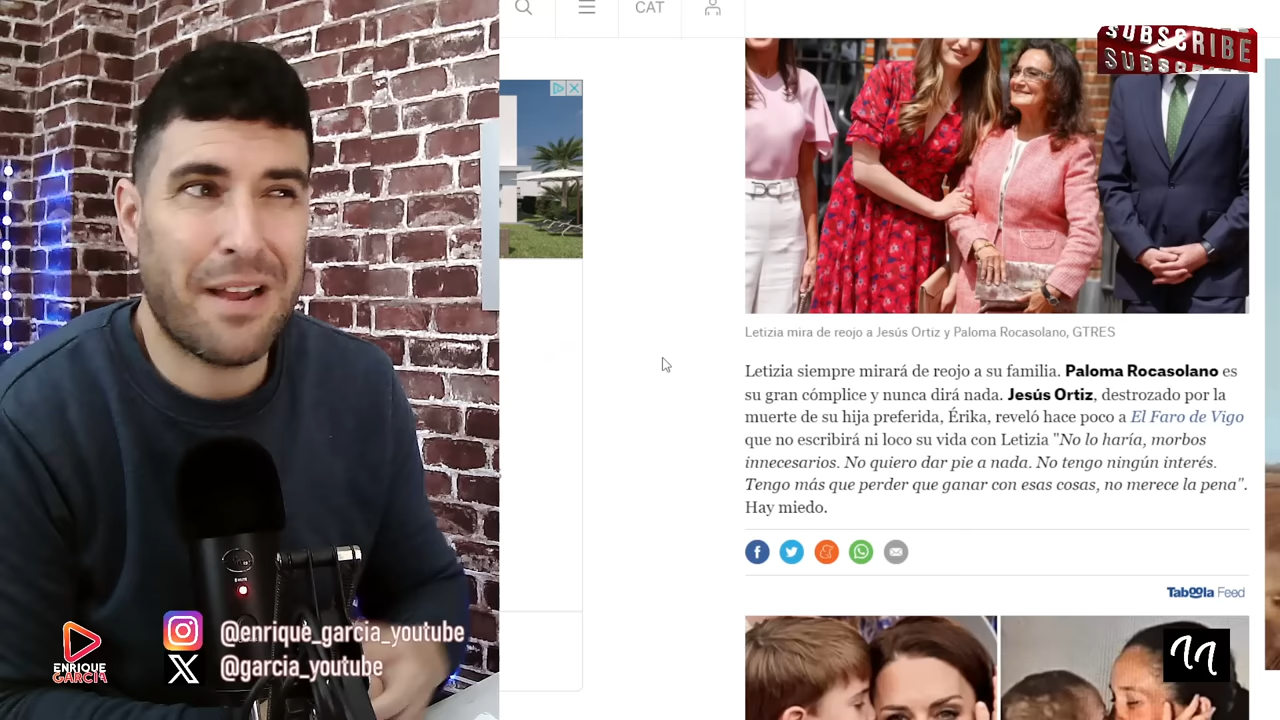 CAT
SUBSCRIBE
SUBSCRIBE
Letizia mira de reojo a Jesús Ortiz y Paloma Rocasolano, GTRES
Letizia siempre mirará de reojo a su familia. Paloma Rocasolano es
su gran cómplice y nunca dirá nada. Jesús Ortiz, destrozado por la
muerte de su hija preferida, Érika, reveló hace poco a El Faro de Vigo
que no escribirá ni loco su vida con Letizia "No lo haría, morbos
innecesarios. No quiero dar pie a nada. No tengo ningún interés.
Tengo más que perder que ganar con esas cosas, no merece la pena".
Hay miedo.
Taboola Feed
@enrique_garcia_youtube
@garcia_youtube
ENRIQUE
GARCIA